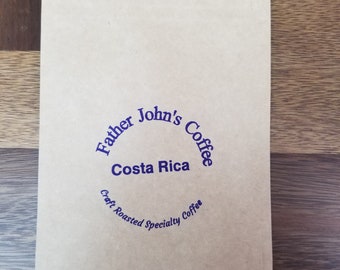 Father John's Coffee
Costa Rica
Craft Roasted Specialty Coffee